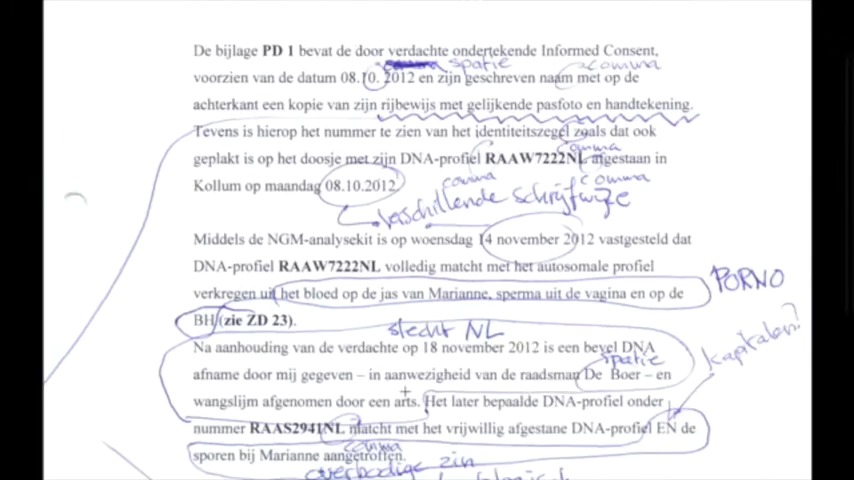 De bijlage PD 1 bevat de door verdachte ondertekende Informed Consent,
comma spatie comma
voorzien van de datum 08.10. 2012 en zijn geschreven naam met op de
achterkant een kopie van zijn rijbewijs met gelijkende pasfoto en handtekening.
Tevens is hierop het nummer te zien van het identiteitszegel zoals dat ook
comma
geplakt is op het doosje met zijn DNA-profiel RAAW7222NL afgestaan in
comma comma
Kollum op maandag 08.10.2012
verschillende schrijfwijze
Middels de NGM-analysekit is op woensdag 14 november 2012 vastgesteld dat
DNA-profiel RAAW7222NL volledig matcht met het autosomale profiel
PORNO
verkregen uit het bloed op de jas van Marianne, sperma uit de vagina en op de
BH (zie ZD 23).
slecht NL
kapitalen?
Na aanhouding van de verdachte op 18 november 2012 is een bevel DNA
spatie
afname door mij gegeven – in aanwezigheid van de raadsman De Boer – en
wangslijm afgenomen door een arts. Het later bepaalde DNA-profiel onder
nummer RAAS2941NL matcht met het vrijwillig afgestane DNA-profiel EN de
comma
sporen bij Marianne aangetroffen.
overbodige zin